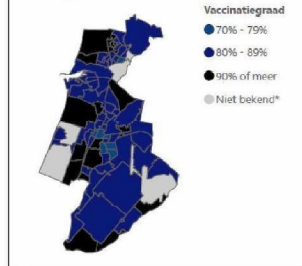 Vaccinatiegraad
70% - 79%
80% - 89%
90% of meer
Niet bekend*